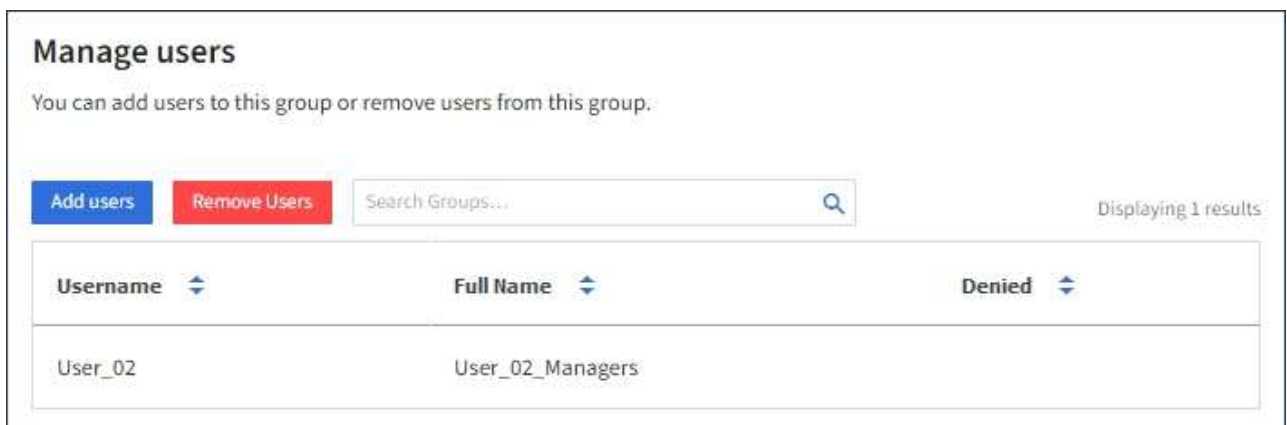 Manage users
You can add users to this group or remove users from this group.
Add users Remove Users Search Groups... Displaying 1 results
Username Full Name Denied
User_02 User_02_Managers